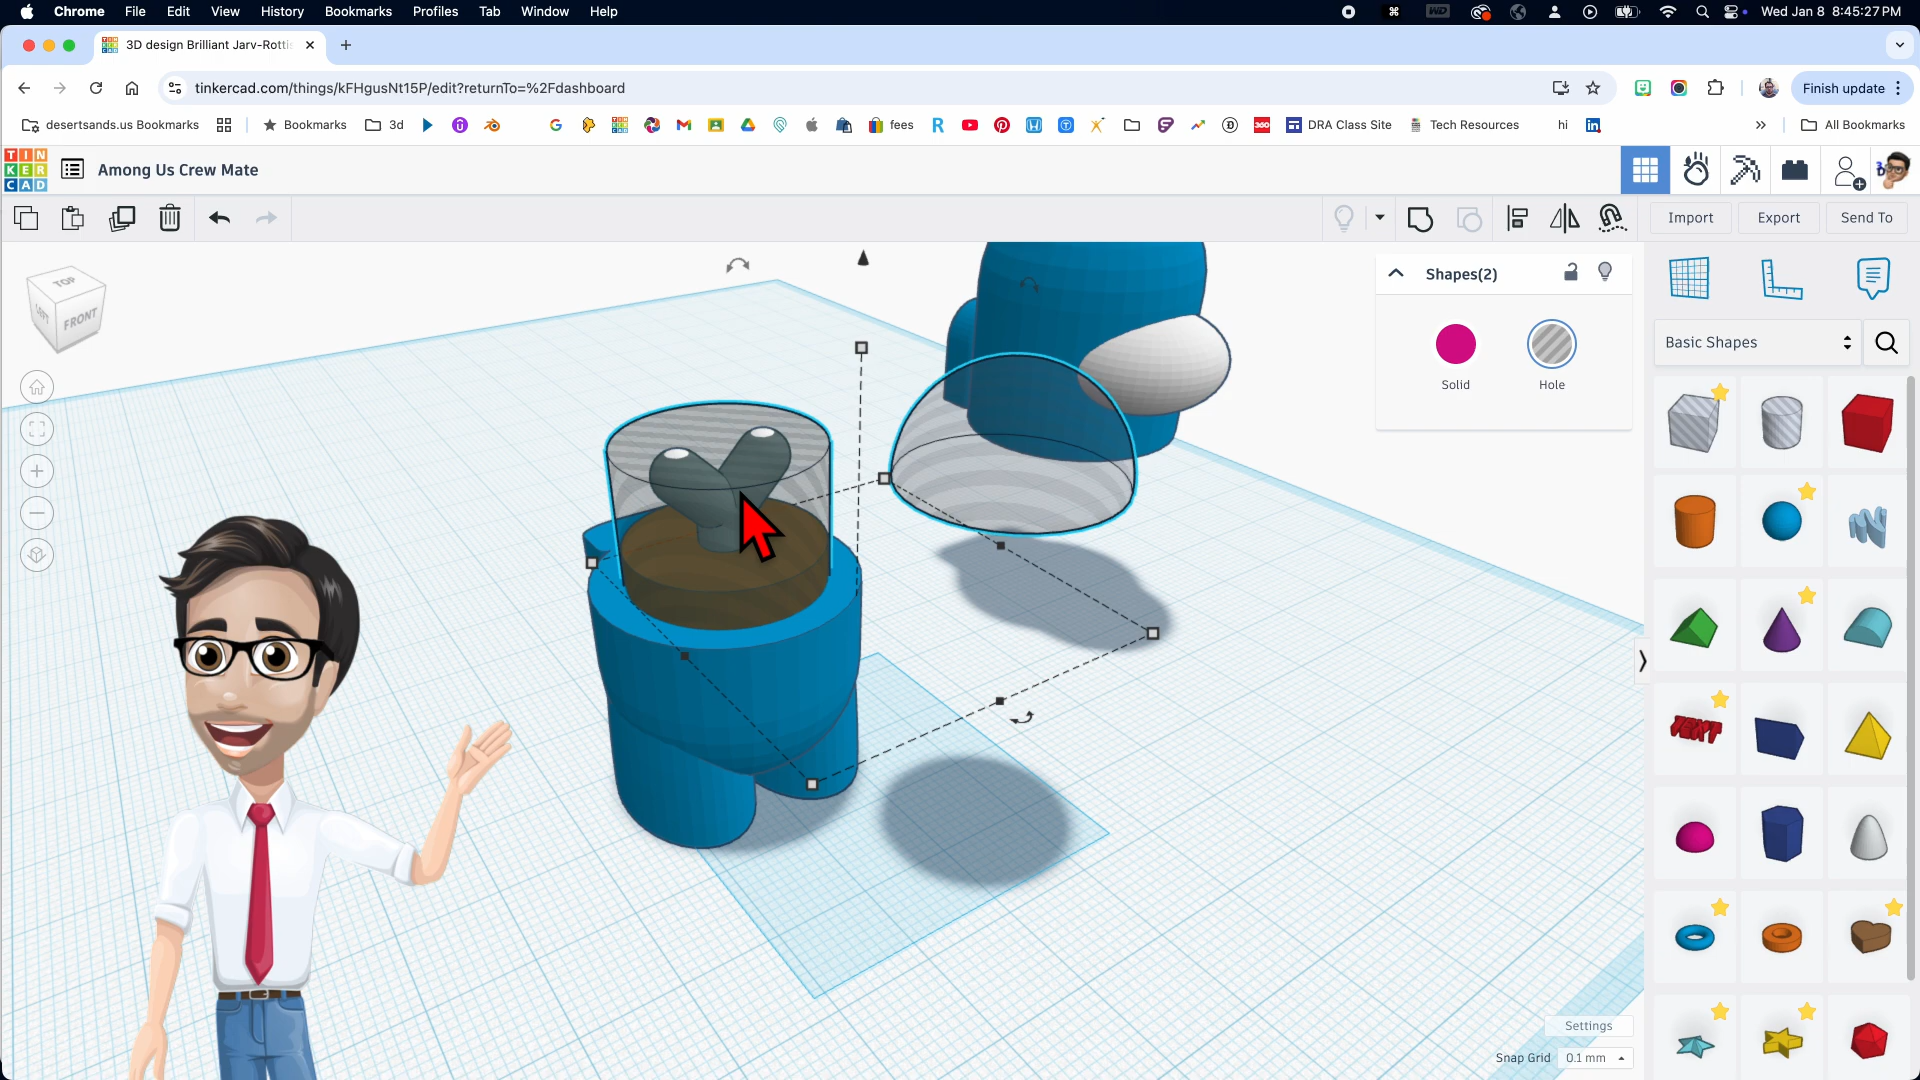 Chrome File Edit View History Bookmarks Profiles Tab Window Help
WD
Wed Jan 8 8:45:27 PM
3D design Brilliant Jarv-Rotti
tinkercad.com/things/kFHgusNt15P/edit?returnTo=%2Fdashboard
Finish update
desertsands.us Bookmarks
Bookmarks
3d
fees
DRA Class Site
Tech Resources
hi
All Bookmarks
TIN
KER
CAD
Among Us Crew Mate
Import
Export
Send To
TOP
LEFT
FRONT
Shapes(2)
Solid
Hole
Basic Shapes
TEXT
Settings
Snap Grid 0.1 mm